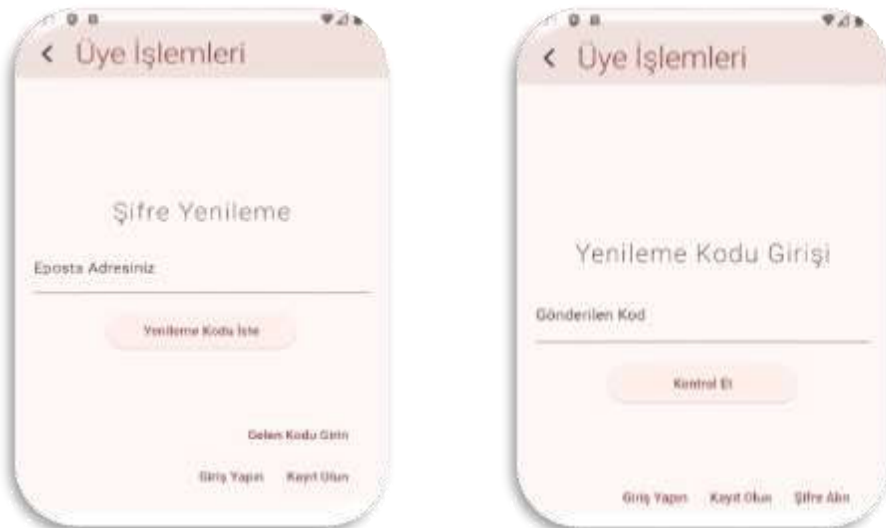 Üye İşlemleri
Şifre Yenileme
Eposta Adresiniz
Yenileme Kodu İste
Gelen Kodu Girin
Giriş Yapın Kayıt Olun
Üye İşlemleri
Yenileme Kodu Girişi
Gönderilen Kod
Kontrol Et
Giriş Yapın Kayıt Olun Şifre Alın